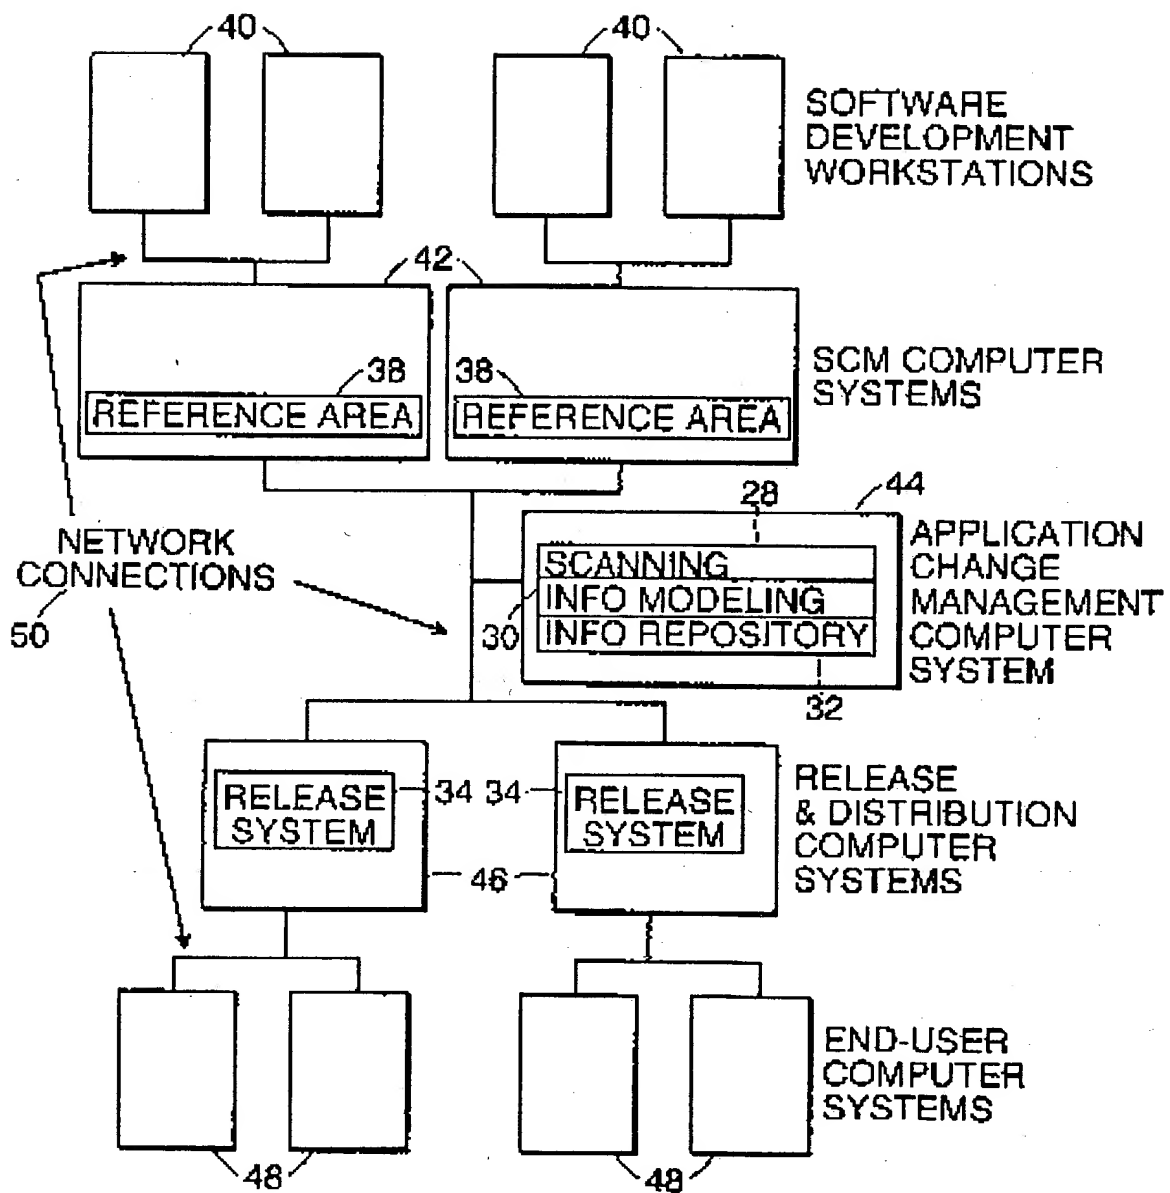 40
40
SOFTWARE
DEVELOPMENT
WORKSTATIONS
42
38
38
REFERENCE AREA
REFERENCE AREA
SCM COMPUTER
SYSTEMS
NETWORK
CONNECTIONS
50
28
44
SCANNING
30
INFO MODELING
INFO REPOSITORY
32
APPLICATION
CHANGE
MANAGEMENT
COMPUTER
SYSTEM
RELEASE
SYSTEM
34
34
RELEASE
SYSTEM
46
RELEASE
& DISTRIBUTION
COMPUTER
SYSTEMS
END-USER
COMPUTER
SYSTEMS
48
48